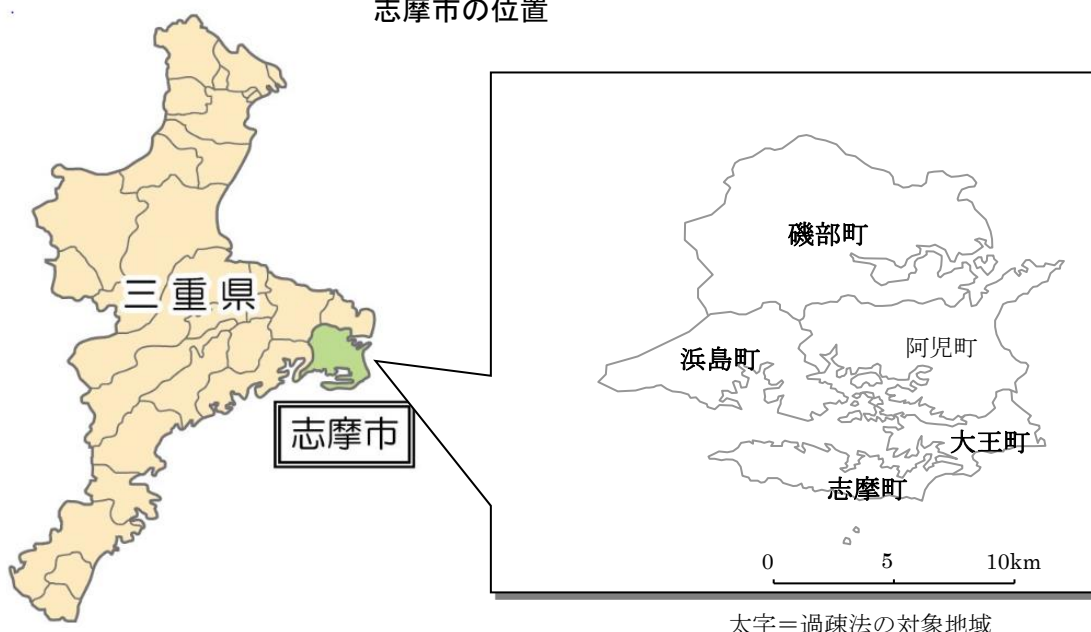 志摩市の位置
三重県
志摩市
磯部町
浜島町
阿児町
大王町
志摩町
0 5 10km
太字＝過疎法の対象地域